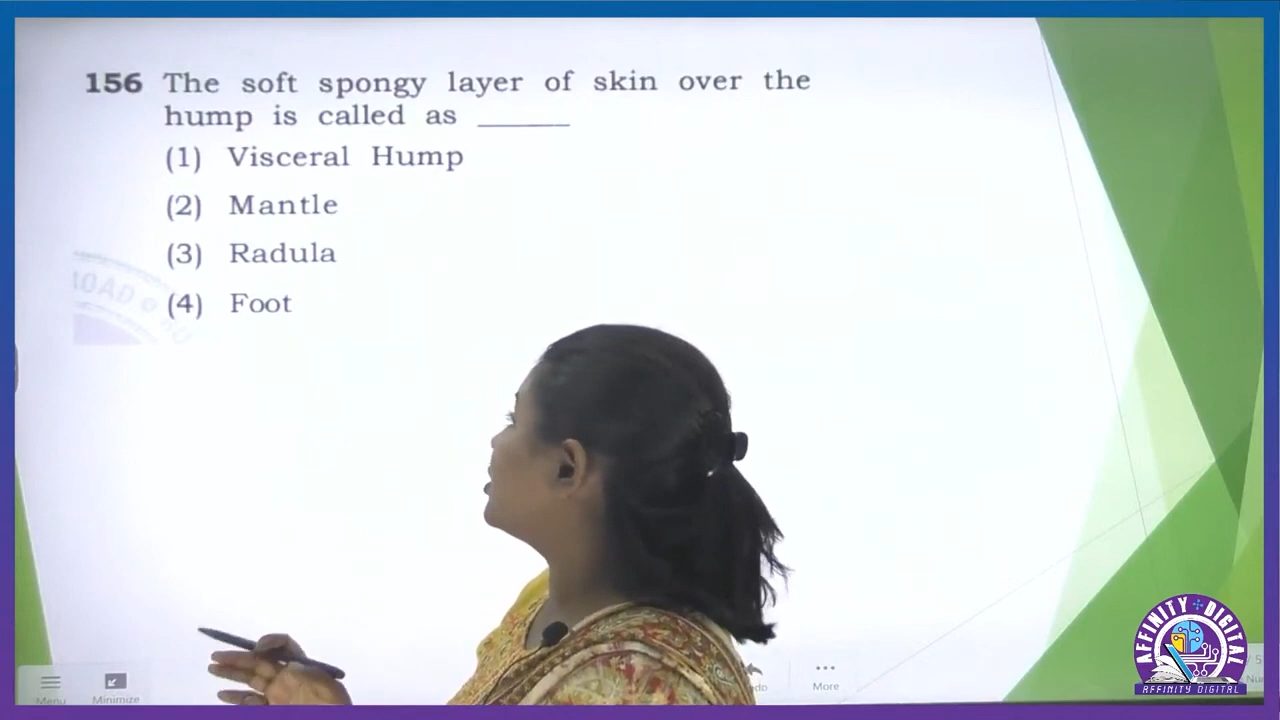 156 The soft spongy layer of skin over the
hump is called as ______
(1) Visceral Hump
(2) Mantle
(3) Radula
(4) Foot
Menu
Minimize
More
AFFINITY DIGITAL
AFFINITY DIGITAL